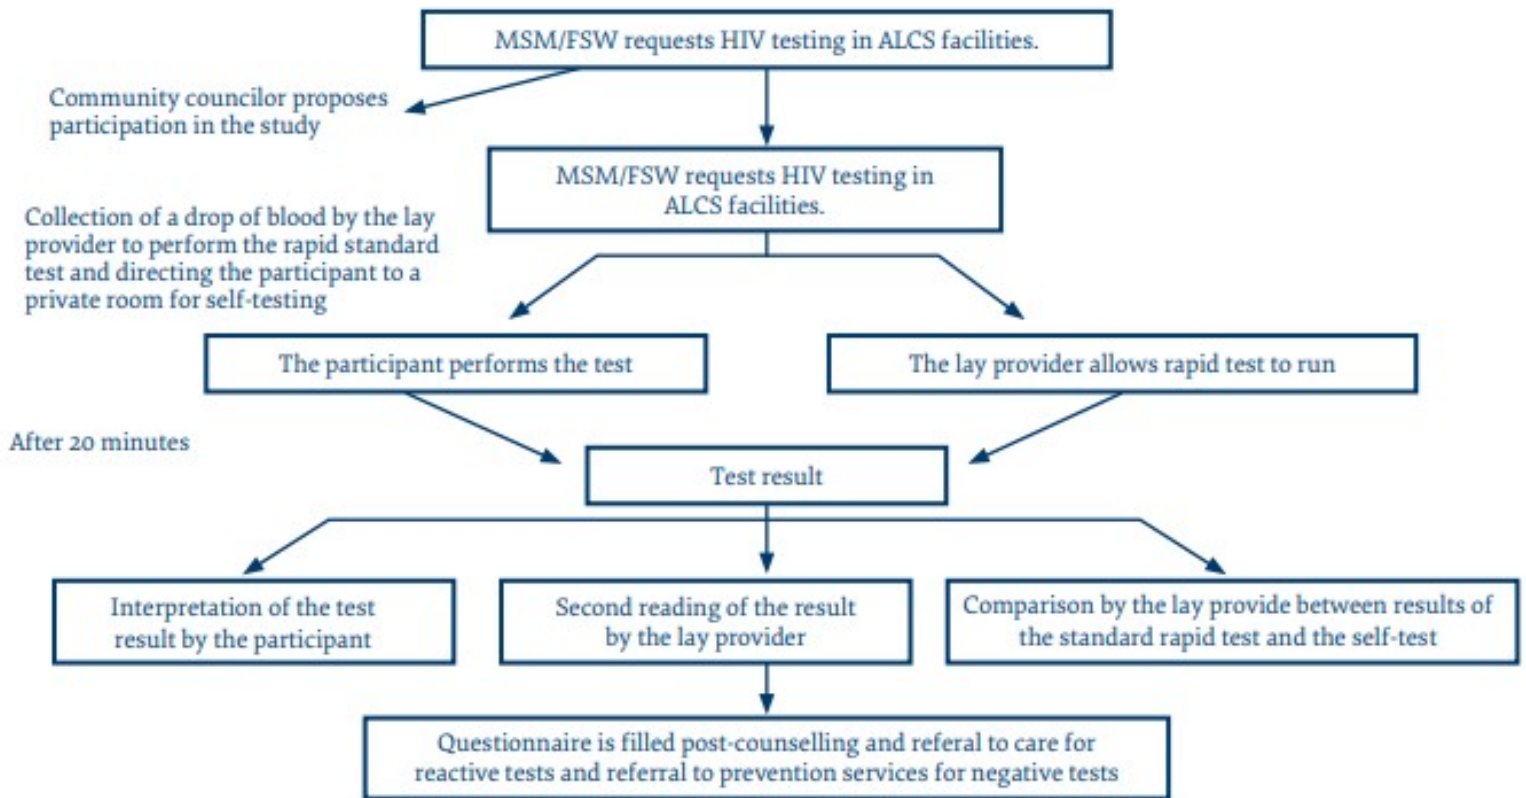 MSM/FSW requests HIV testing in ALCS facilities.
Community councilor proposes
participation in the study
MSM/FSW requests HIV testing in
ALCS facilities.
Collection of a drop of blood by the lay
provider to perform the rapid standard
test and directing the participant to a
private room for self-testing
The participant performs the test
The lay provider allows rapid test to run
After 20 minutes
Test result
Interpretation of the test
result by the participant
Second reading of the result
by the lay provider
Comparison by the lay provide between results of
the standard rapid test and the self-test
Questionnaire is filled post-counselling and referal to care for
reactive tests and referral to prevention services for negative tests